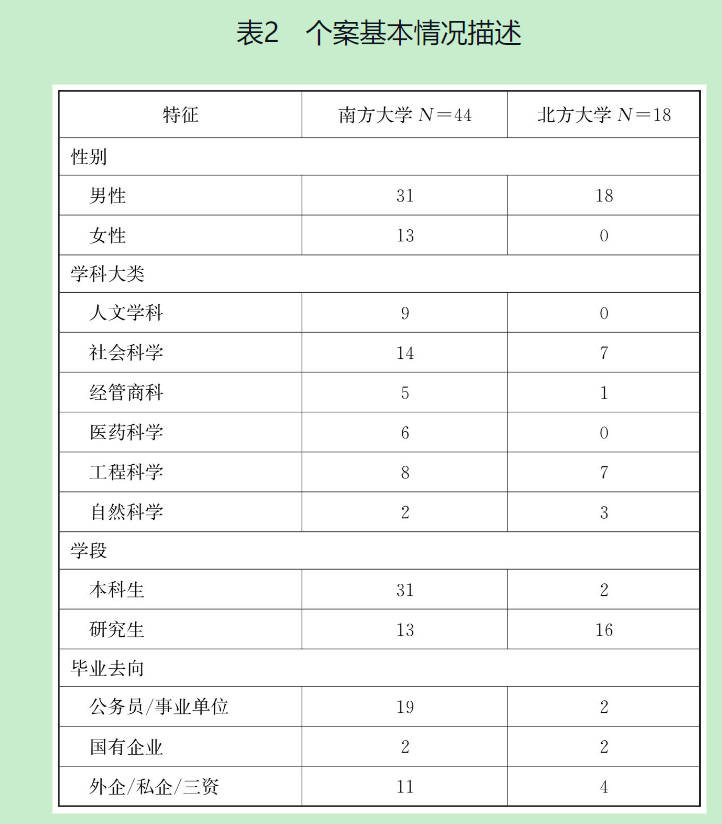 表2 个案基本情况描述
特征 南方大学 N=44 北方大学 N=18
性别
男性 31 18
女性 13 0
学科大类
人文学科 9 0
社会科学 14 7
经管商科 5 1
医药科学 6 0
工程科学 8 7
自然科学 2 3
学段
本科生 31 2
研究生 13 16
毕业去向
公务员/事业单位 19 2
国有企业 2 2
外企/私企/三资 11 4